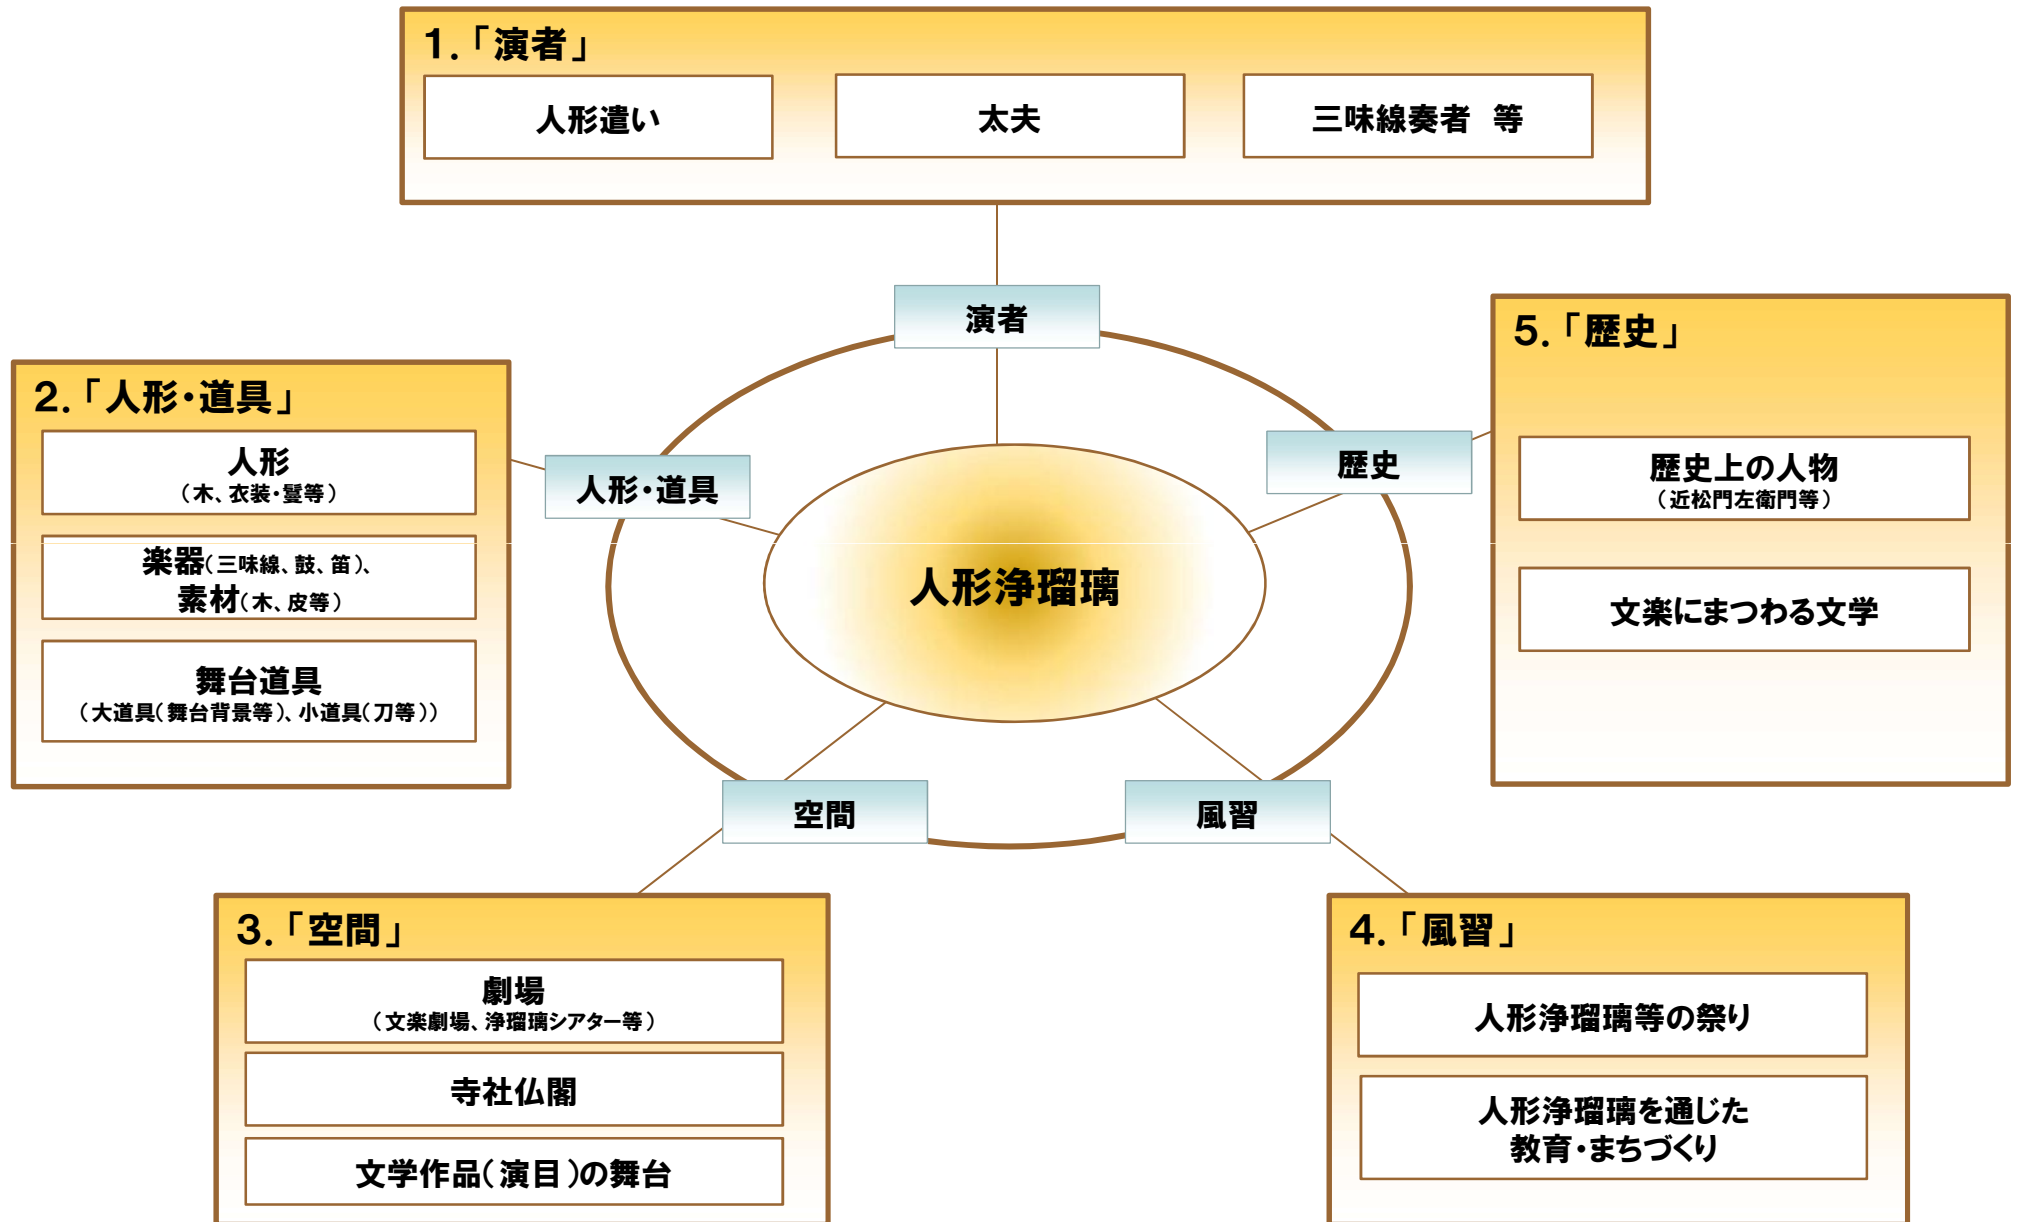 1.「演者」
人形遣い
太夫
三味線奏者 等
演者
5.「歴史」
歴史上の人物
(近松門左衛門等)
文楽にまつわる文学
歴史
2.「人形・道具」
人形
(木、衣装・鬘等)
楽器(三味線、鼓、笛)、
素材(木、皮等)
舞台道具
(大道具(舞台背景等)、小道具(刀等))
人形・道具
人形浄瑠璃
空間
風習
3.「空間」
劇場
(文楽劇場、浄瑠璃シアター等)
寺社仏閣
文学作品(演目)の舞台
4.「風習」
人形浄瑠璃等の祭り
人形浄瑠璃を通じた
教育・まちづくり